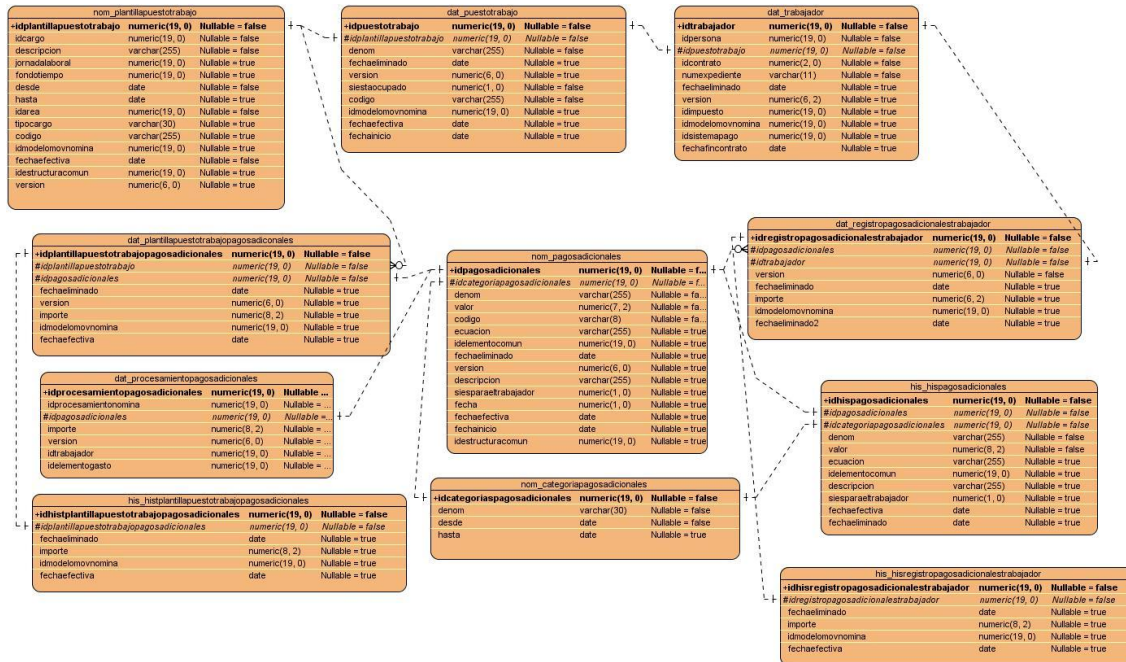 nom_plantillapuestotrabajo
+idplantillapuestotrabajo numeric(19, 0) Nullable = false
idcargo numeric(19, 0) Nullable = false
descripcion varchar(255) Nullable = false
jornadalaboral numeric(19, 0) Nullable = true
fondotiempo numeric(19, 0) Nullable = true
desde date Nullable = false
hasta date Nullable = true
idarea numeric(19, 0) Nullable = false
tipocargo varchar(30) Nullable = true
codigo varchar(255) Nullable = true
idmodelomovnomina numeric(19, 0) Nullable = true
fechaefectiva date Nullable = false
idestructuracomun numeric(19, 0) Nullable = true
version numeric(6, 0) Nullable = true
dat_puestotrabajo
+idpuestotrabajo numeric(19, 0) Nullable = false
#idplantillapuestotrabajo numeric(19, 0) Nullable = false
denom varchar(255) Nullable = false
fechaeliminado date Nullable = true
version numeric(6, 0) Nullable = true
siestaocupado numeric(1, 0) Nullable = false
codigo varchar(255) Nullable = false
idmodelomovnomina numeric(19, 0) Nullable = true
fechaefectiva date Nullable = true
fechainicio date Nullable = true
dat_trabajador
+idtrabajador numeric(19, 0) Nullable = false
idpersona numeric(19, 0) Nullable = true
#idpuestotrabajo numeric(19, 0) Nullable = false
idcontrato numeric(2, 0) Nullable = false
numexpediente varchar(11) Nullable = false
fechaeliminado date Nullable = true
version numeric(6, 2) Nullable = true
idimpuesto numeric(19, 0) Nullable = true
idmodelomovnomina numeric(19, 0) Nullable = true
idsistemapago numeric(19, 0) Nullable = true
fechafincontrato date Nullable = true
dat_plantillapuestotrabajopagosadiconales
+idplantillapuestotrabajopagosadicionales numeric(19, 0) Nullable = false
#idplantillapuestotrabajo numeric(19, 0) Nullable = false
#idpagosadicionales numeric(19, 0) Nullable = false
fechaeliminado date Nullable = true
version numeric(6, 0) Nullable = true
importe numeric(8, 2) Nullable = true
idmodelomovnomina numeric(19, 0) Nullable = true
fechaefectiva date Nullable = true
nom_pagosadicionales
+idpagosadicionales numeric(19, 0) Nullable = f...
#idcategoriapagosadicionales numeric(19, 0) Nullable = f...
denom varchar(255) Nullable = fa...
valor numeric(7, 2) Nullable = fa...
codigo varchar(8) Nullable = fa...
ecuacion varchar(255) Nullable = true
idelementocomun numeric(19, 0) Nullable = true
fechaeliminado date Nullable = true
version numeric(6, 0) Nullable = true
descripcion varchar(255) Nullable = true
siesparaeltrabajador numeric(1, 0) Nullable = true
fecha numeric(1, 0) Nullable = true
fechaefectiva date Nullable = true
fechainicio date Nullable = true
idestructuracomun numeric(19, 0) Nullable = true
dat_registropagosadicionalestrabajador
+idregistropagosadicionalestrabajador numeric(19, 0) Nullable = false
#idpagosadicionales numeric(19, 0) Nullable = false
#idtrabajador numeric(19, 0) Nullable = false
version numeric(6, 0) Nullable = false
fechaeliminado date Nullable = true
importe numeric(6, 2) Nullable = true
idmodelomovnomina numeric(19, 0) Nullable = true
fechaeliminado2 date Nullable = true
dat_procesamientopagosadicionales
+idprocesamientopagosadicionales numeric(19, 0) Nullable ...
idprocesamientonomina numeric(19, 0) Nullable = ...
#idpagosadicionales numeric(19, 0) Nullable =...
importe numeric(8, 2) Nullable = ...
version numeric(6, 0) Nullable = ...
idtrabajador numeric(19, 0) Nullable = ...
idelementogasto numeric(19, 0) Nullable = ...
his_hispagosadicionales
+idhispagosadicionales numeric(19, 0) Nullable = false
#idpagosadicionales numeric(19, 0) Nullable = false
#idcategoriapagosadicionales numeric(19, 0) Nullable = false
denom varchar(255) Nullable = false
valor numeric(8, 2) Nullable = false
ecuacion varchar(255) Nullable = true
idelementocomun numeric(19, 0) Nullable = true
descripcion varchar(255) Nullable = true
siesparaeltrabajador numeric(1, 0) Nullable = true
fechaefectiva date Nullable = true
fechaeliminado date Nullable = true
nom_categoriapagosadicionales
+idcategoriaspagosadicionales numeric(19, 0) Nullable = false
denom varchar(30) Nullable = false
desde date Nullable = false
hasta date Nullable = true
his_histplantillapuestotrabajopagosadicionales
+idhistplantillapuestotrabajopagosadicionales numeric(19, 0) Nullable = false
#idplantillapuestotrabajopagosadicionales numeric(19, 0) Nullable = false
fechaeliminado date Nullable = true
importe numeric(8, 2) Nullable = true
idmodelomovnomina numeric(19, 0) Nullable = true
fechaefectiva date Nullable = true
his_hisregistropagosadicionalestrabajador
+idhisregistropagosadicionalestrabajador numeric(19, 0) Nullable = false
#idregistropagosadicionalestrabajador numeric(19, 0) Nullable = false
fechaeliminado date Nullable = true
importe numeric(8, 2) Nullable = true
idmodelomovnomina numeric(19, 0) Nullable = true
fechaefectiva date Nullable = true